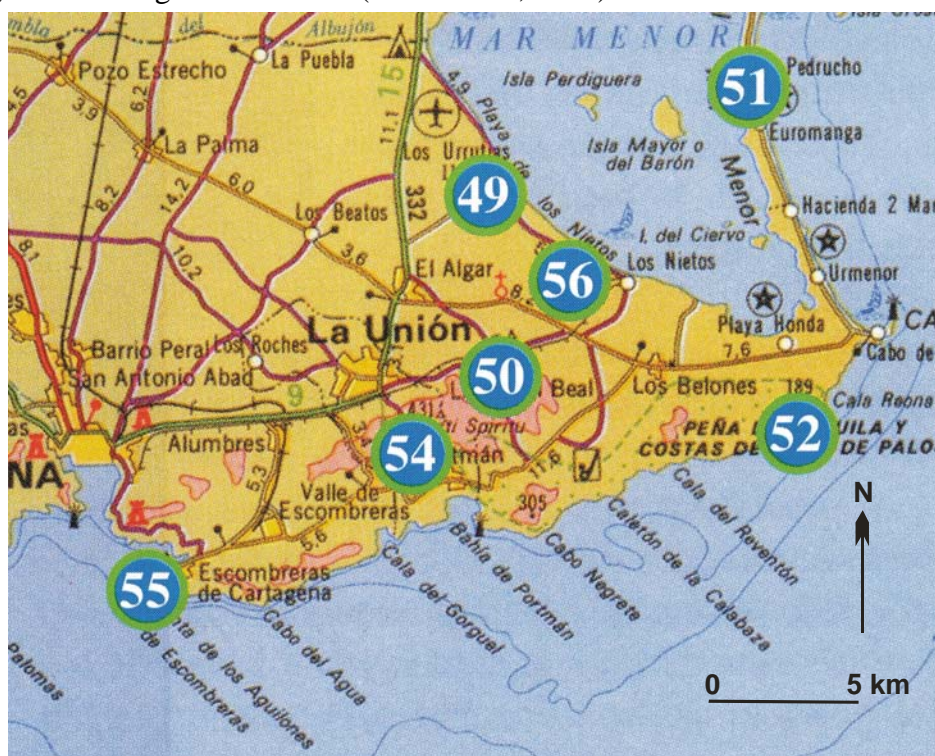 MAR MENOR
del Albujón
La Puebla
Pozo Estrecho
15
4,9
Playa de los Nietos
Isla Perdiguera
51
Pedrucho
Euromanga
4,5
3,9
6,2
11,1
La Palma
Los Urrutias
Isla Mayor o
del Barón
Menor
49
8,2
14,2
6,0
332
Los Beatos
Hacienda 2
I. del Ciervo
8,1
10,2
3,6
El Algar
56
Los Nietos
Urmenor
La Unión
Playa Honda
7,6
Cabo de
Barrio Peral
Los Roches
San Antonio Abad
9
50
Beal
Los Belones
189
Cala Reona
431
Alumbres
54
52
PEÑA
COSTAS DE
DE
5,3
Valle de
Escombreras
11,6
305
5,6
N
55
Escombreras
de Cartagena
Cala del Gorguel
Bahía de Portmán
Cabo Negrete
Caletón de la Calabaza
Cala del Reventón
Cabo del Agua
de los Aguilones
de Escombreras
Palomas
0 5 km